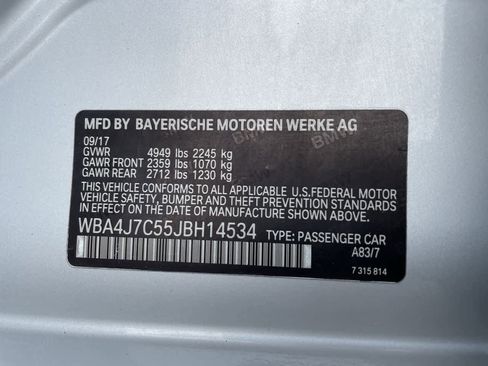 MFD BY BAYERISCHE MOTOREN WERKE AG
09/17
GVWR 4949 lbs 2245 kg
GAWR FRONT 2359 lbs 1070 kg
GAWR REAR 2712 lbs 1230 kg
THIS VEHICLE CONFORMS TO ALL APPLICABLE U.S.FEDERAL MOTOR
VEHICLE SAFETY, BUMPER AND THEFT PREVENTION STANDARDS
IN EFFECT ON THE DATE OF MANUFACTURE SHOWN ABOVE.
WBA4J7C55JBH14534 TYPE: PASSENGER CAR
A83/7
7 315 814